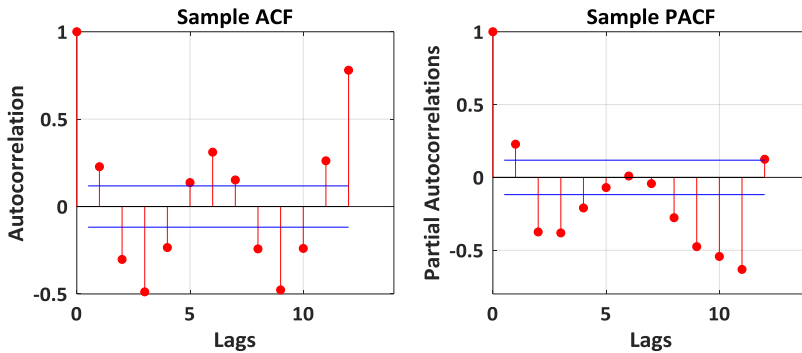 Sample ACF
Autocorrelation
1
0.5
0
-0.5
0
5
10
Lags
Sample PACF
Partial Autocorrelations
1
0.5
0
-0.5
0
5
10
Lags